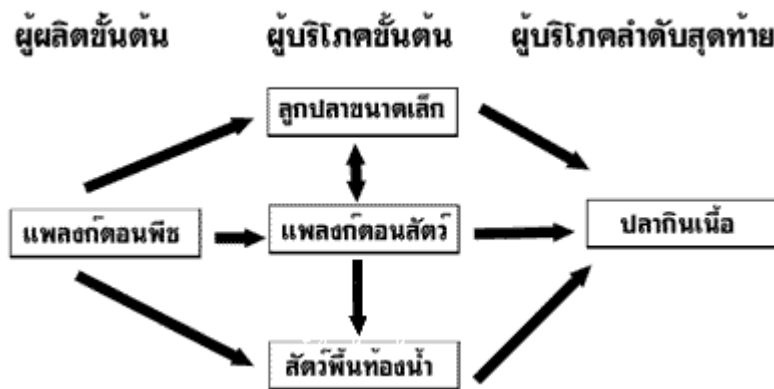 ผู้ผลิตขั้นต้น ผู้บริโภคขั้นต้น ผู้บริโภคลำดับสุดท้าย
ลูกปลาขนาดเล็ก
แพลงก์ตอนพืช แพลงก์ตอนสัตว์ ปลากินเนื้อ
สัตว์พื้นท้องน้ำ